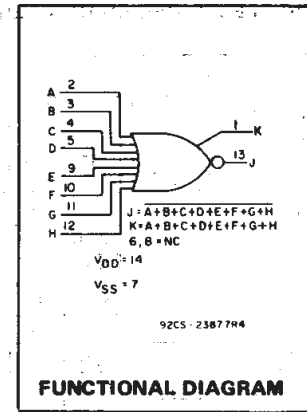 A 2
B 3
C 4
D 5
E 9
F 10
G 11
H 12
1 K
13 J
J = A+B+C+D+E+F+G+H
K=A+B+C+D+E+F+G+H
6, 8 = NC
VDD = 14
VSS = 7
92CS-23877R4
FUNCTIONAL DIAGRAM